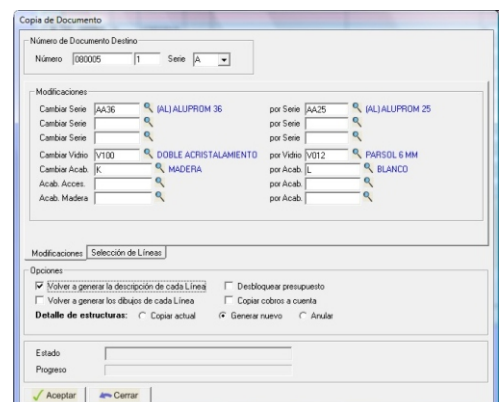 Copia de Documento
Número de Documento Destino
Número 080005 1 Serie A
Modificaciones
Cambiar Serie AA36 (AL) ALUPROM 36 por Serie AA25 (AL) ALUPROM 25
Cambiar Serie por Serie
Cambiar Serie por Serie
Cambiar Vidrio V100 DOBLE ACRISTALAMIENTO por Vidrio V012 PARSOL 6 MM
Cambiar Acab. K MADERA por Acab. L BLANCO
Acab. Acces. por Acab.
Acab. Madera por Acab.
Modificaciones Selección de Líneas
Opciones
Volver a generar la descripción de cada Línea Desbloquear presupuesto
Volver a generar los dibujos de cada Línea Copiar cobros a cuenta
Detalle de estructuras: Copiar actual Generar nuevo Anular
Estado
Progreso
Aceptar Cerrar